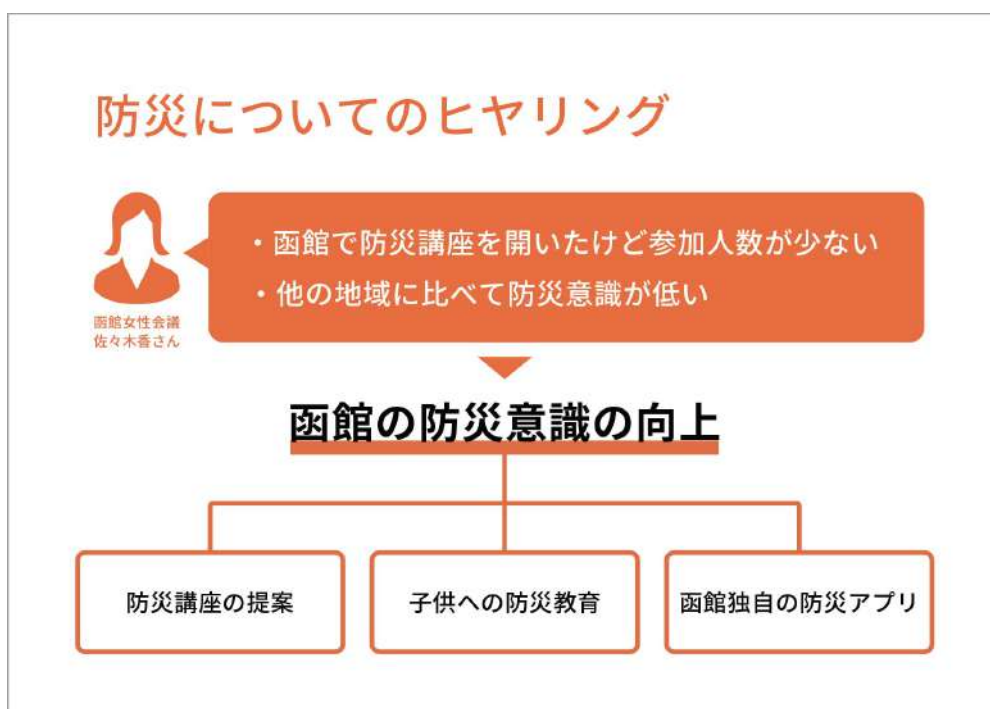 防災についてのヒヤリング
・函館で防災講座を開いたけど参加人数が少ない
・他の地域に比べて防災意識が低い
函館女性会議
佐々木香さん
函館の防災意識の向上
防災講座の提案
子供への防災教育
函館独自の防災アプリ